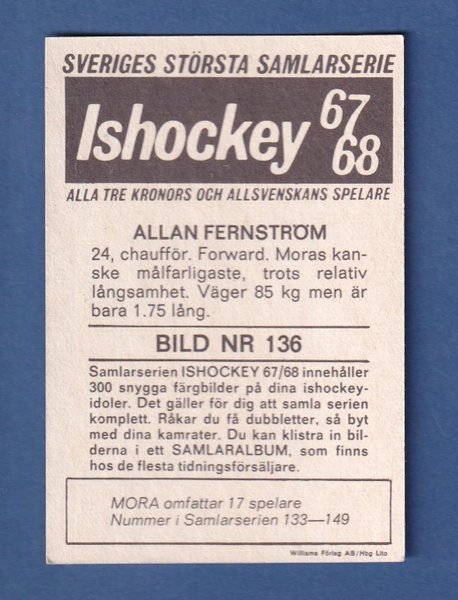 SVERIGES STÖRSTA SAMLARSERIE
Ishockey 67
68
ALLA TRE KRONORS OCH ALLSVENSKANS SPELARE
ALLAN FERNSTRÖM
24, chaufför. Forward. Moras kan-
ske målfarligaste, trots relativ
långsamhet. Väger 85 kg men är
bara 1.75 lång.
BILD NR 136
Samlarserien ISHOCKEY 67/68 innehåller
300 snygga färgbilder på dina ishockey-
idoler. Det gäller för dig att samla serien
komplett. Råkar du få dubbletter, så byt
med dina kamrater. Du kan klistra in bil-
derna i ett SAMLARALBUM, som finns
hos de flesta tidningsförsäljare.
MORA omfattar 17 spelare
Nummer i Samlarserien 133—149
Williams Förlag AB/Hbg Lito